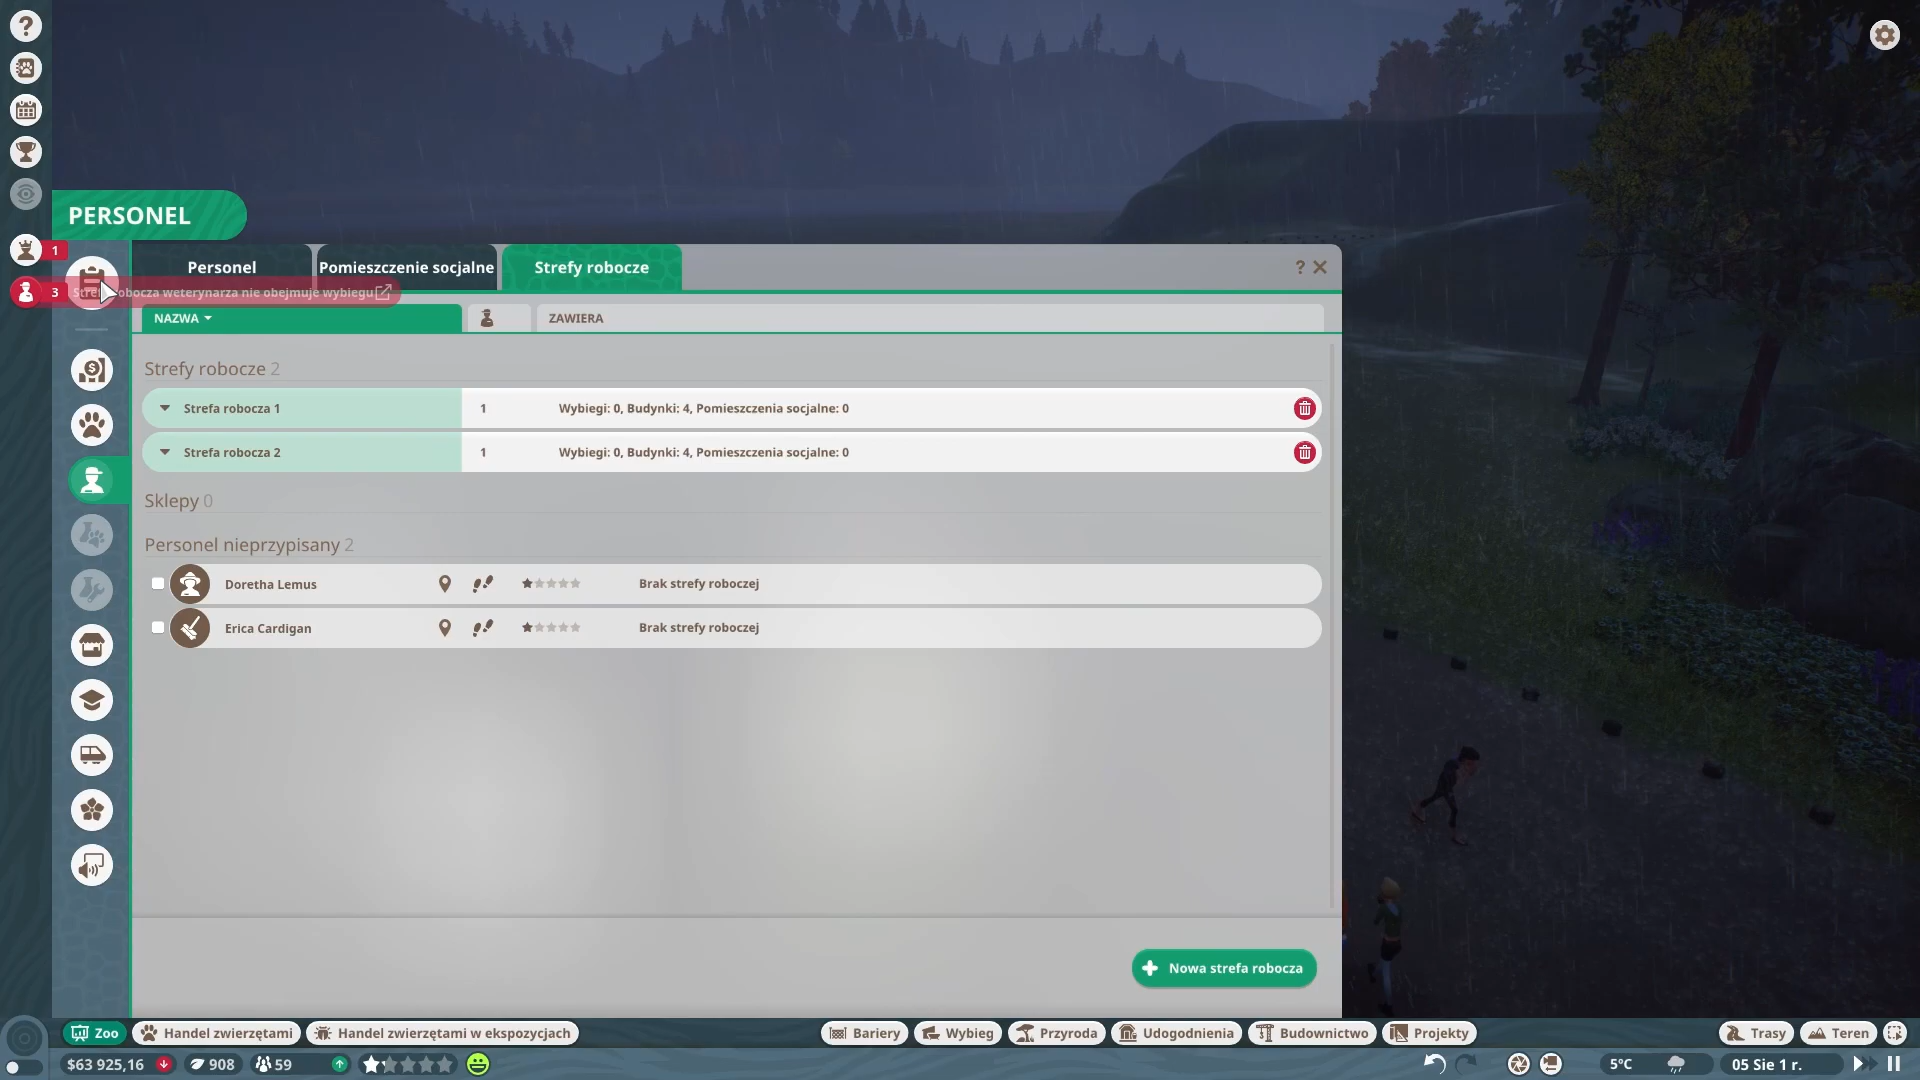 ?
PERSONEL
1
3
Personel
Pomieszczenie socjalne
Strefy robocze
?
Strefa robocza weterynarza nie obejmuje wybiegu
NAZWA
ZAWIERA
Strefy robocze 2
Strefa robocza 1
1
Wybiegi: 0, Budynki: 4, Pomieszczenia socjalne: 0
Strefa robocza 2
1
Wybiegi: 0, Budynki: 4, Pomieszczenia socjalne: 0
Sklepy 0
Personel nieprzypisany 2
Doretha Lemus
Brak strefy roboczej
Erica Cardigan
Brak strefy roboczej
Nowa strefa robocza
Zoo
Handel zwierzętami
Handel zwierzętami w ekspozycjach
Bariery
Wybieg
Przyroda
Udogodnienia
Budownictwo
Projekty
Trasy
Teren
$63 925,16
908
59
5°C
05 Sie 1 r.